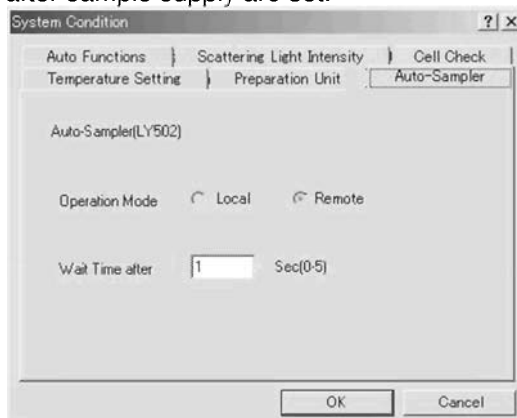 after sample supply are set.
System Condition
Auto Functions Scattering Light Intensity Cell Check
Temperature Setting Preparation Unit Auto-Sampler
Auto-Sampler(LY502)
Operation Mode Local Remote
Wait Time after 1 Sec(0-5)
OK Cancel